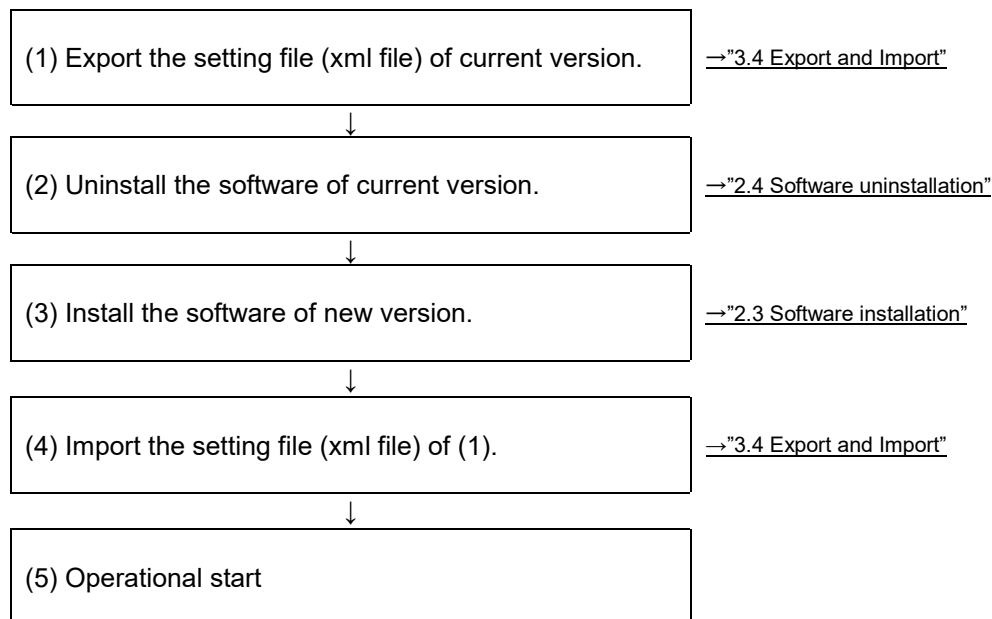 (1) Export the setting file (xml file) of current version.
→”3.4 Export and Import”
↓
(2) Uninstall the software of current version.
→”2.4 Software uninstallation”
↓
(3) Install the software of new version.
→”2.3 Software installation”
↓
(4) Import the setting file (xml file) of (1).
→”3.4 Export and Import”
↓
(5) Operational start